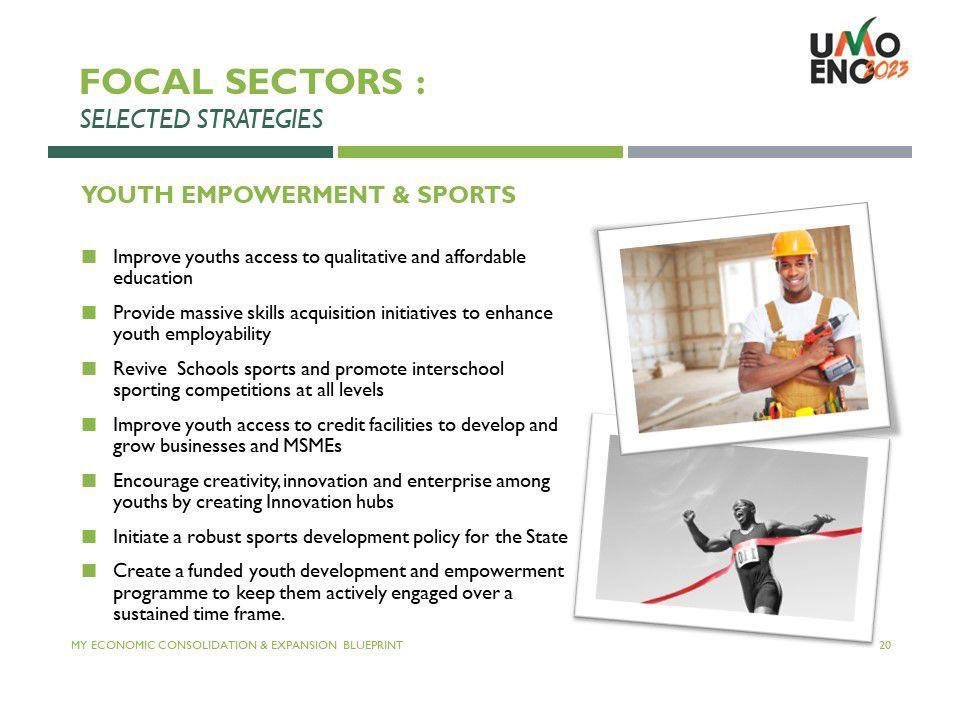 UMO
ENO 2023
FOCAL SECTORS :
SELECTED STRATEGIES
YOUTH EMPOWERMENT & SPORTS
Improve youths access to qualitative and affordable
education
Provide massive skills acquisition initiatives to enhance
youth employability
Revive Schools sports and promote interschool
sporting competitions at all levels
Improve youth access to credit facilities to develop and
grow businesses and MSMEs
Encourage creativity, innovation and enterprise among
youths by creating Innovation hubs
Initiate a robust sports development policy for the State
Create a funded youth development and empowerment
programme to keep them actively engaged over a
sustained time frame.
MY ECONOMIC CONSOLIDATION & EXPANSION BLUEPRINT
20